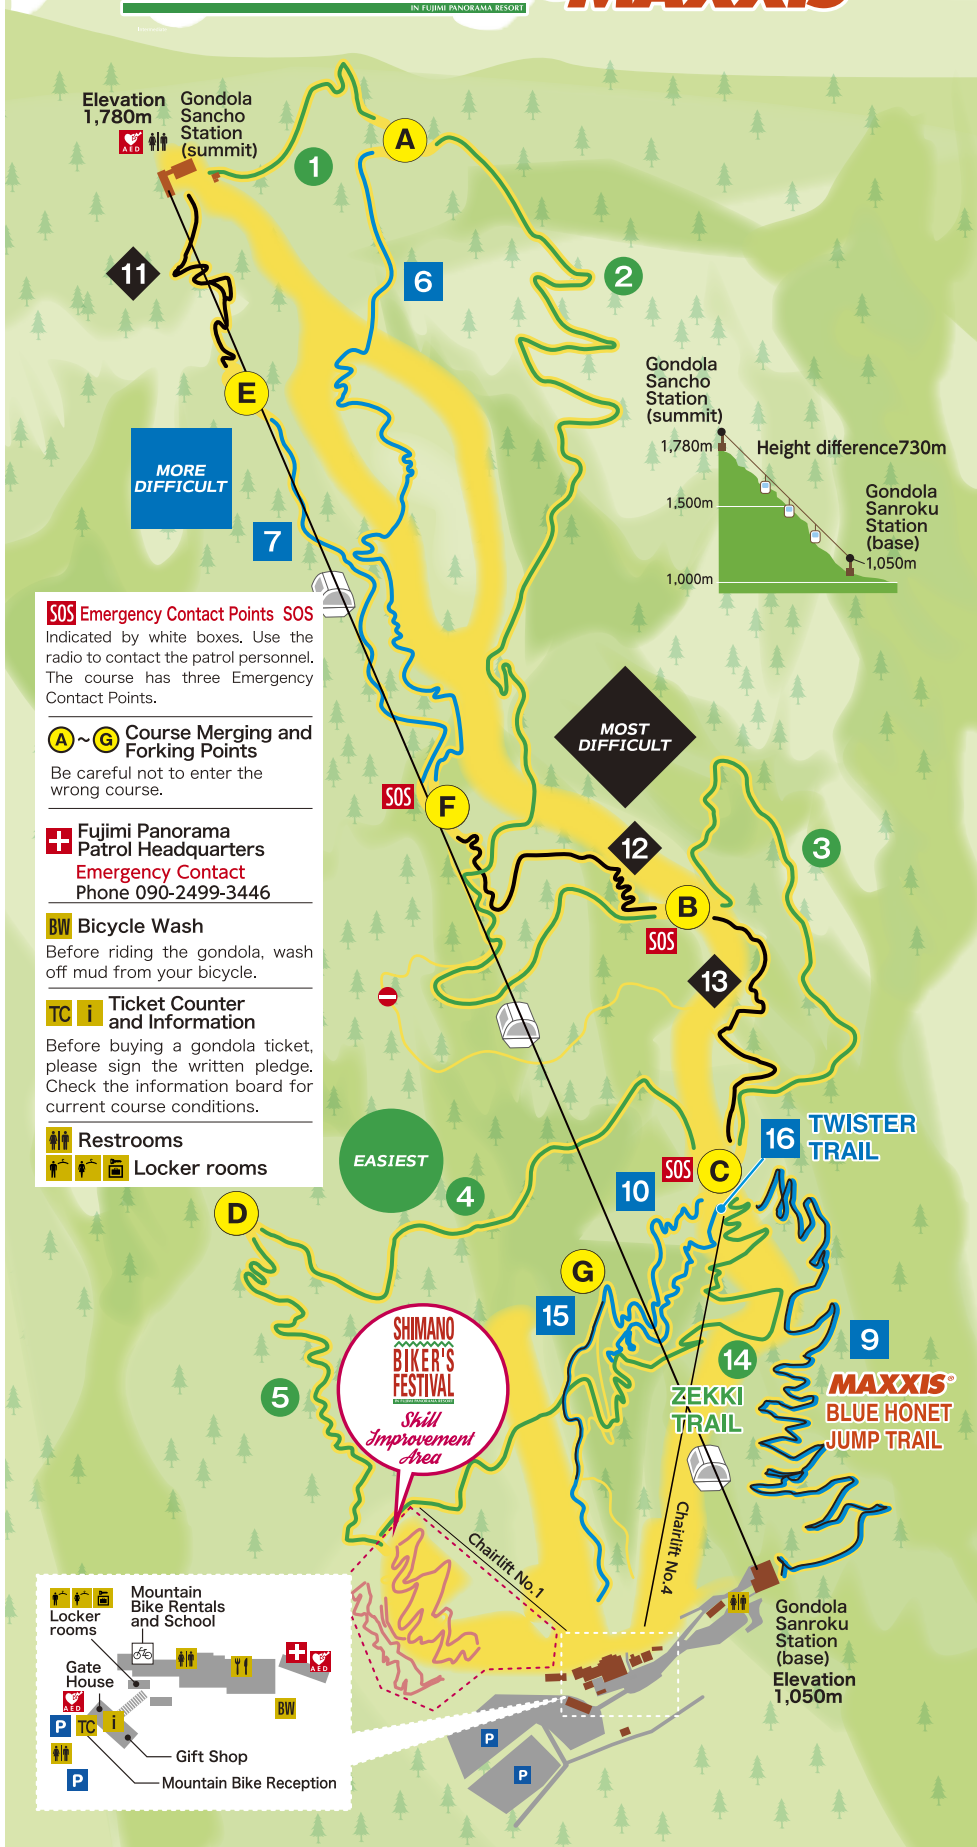 IN FUJIMI PANORAMA RESORT
MAXXIS
Elevation
1,780m
AED
Gondola
Sancho
Station
(summit)
A
1
2
11
6
E
MORE
DIFFICULT
7
Gondola
Sancho
Station
(summit)
1,780m
Height difference730m
1,500m
Gondola
Sanroku
Station
(base)
1,050m
1,000m
SOS Emergency Contact Points SOS
Indicated by white boxes. Use the
radio to contact the patrol personnel.
The course has three Emergency
Contact Points.
A ~ G Course Merging and
Forking Points
Be careful not to enter the
wrong course.
Fujimi Panorama
Patrol Headquarters
Emergency Contact
Phone 090-2499-3446
BW Bicycle Wash
Before riding the gondola, wash
off mud from your bicycle.
TC i Ticket Counter
and Information
Before buying a gondola ticket,
please sign the written pledge.
Check the information board for
current course conditions.
Restrooms
Locker rooms
MOST
DIFFICULT
SOS
F
12
3
B
SOS
13
EASIEST
4
SOS
C
16
TWISTER
TRAIL
10
D
G
15
9
MAXXIS®
BLUE HONET
JUMP TRAIL
14
ZEKKI
TRAIL
5
SHIMANO
BIKER'S
FESTIVAL
IN FUJIMI PANORAMA RESORT
Skill
Improvement
Area
Chairlift No.1
Chairlift No.4
Gondola
Sanroku
Station
(base)
Elevation
1,050m
Locker
rooms
Mountain
Bike Rentals
and School
AED
Gate
House
AED
P
TC
i
BW
P
Gift Shop
Mountain Bike Reception
P
P